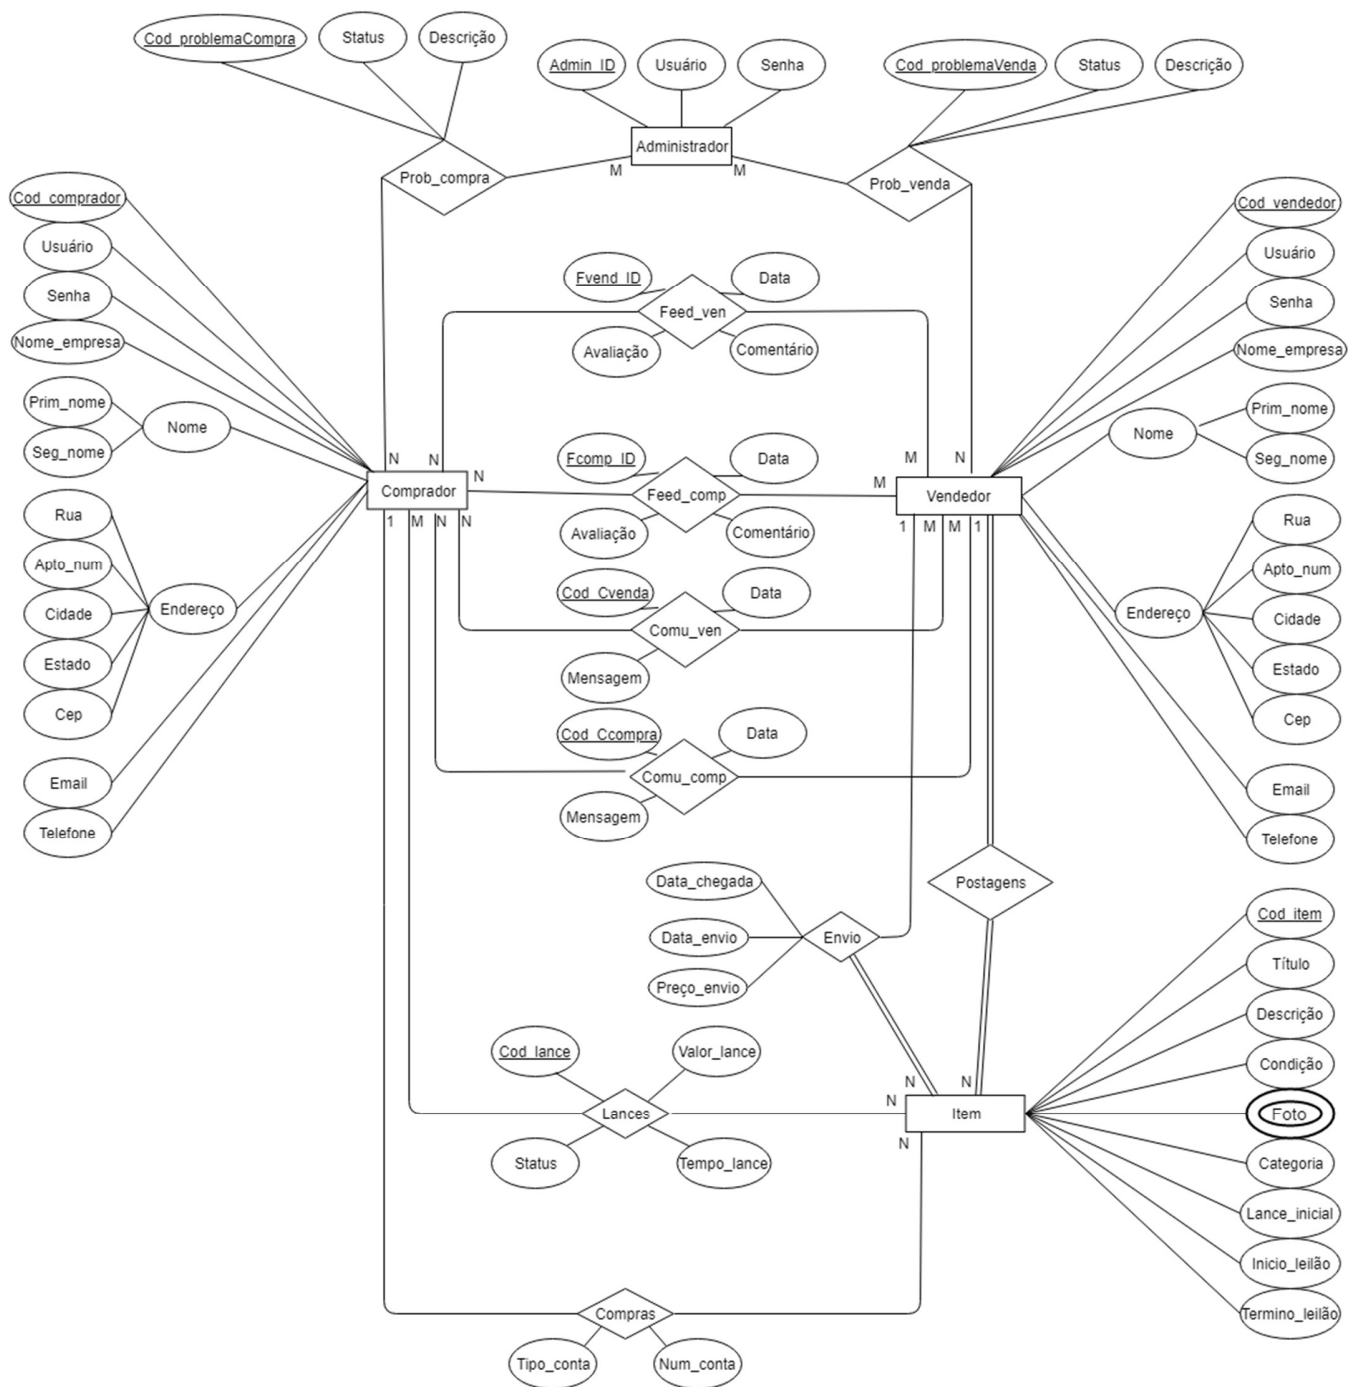 Cod_problemaCompra
Status
Descrição
Admin_ID
Usuário
Senha
Cod_problemaVenda
Status
Descrição
Administrador
M
M
Prob_compra
Prob_venda
Cod_comprador
Usuário
Senha
Nome_empresa
Prim_nome
Seg_nome
Nome
Rua
Apto_num
Cidade
Estado
Cep
Endereço
Email
Telefone
Cod_vendedor
Usuário
Senha
Nome_empresa
Nome
Prim_nome
Seg_nome
Endereço
Rua
Apto_num
Cidade
Estado
Cep
Email
Telefone
Fvend_ID
Data
Feed_ven
Avaliação
Comentário
N
N
N
M
N
M
Comprador
Vendedor
1
M
N
N
1
M
M
1
Fcomp_ID
Data
Feed_comp
Avaliação
Comentário
Cod_Cvenda
Data
Comu_ven
Mensagem
Cod_Ccompra
Data
Comu_comp
Mensagem
Data_chegada
Data_envio
Preço_envio
Envio
Postagens
Cod_lance
Valor_lance
Lances
Status
Tempo_lance
N
N
N
N
Item
Cod_item
Título
Descrição
Condição
Foto
Categoria
Lance_inicial
Inicio_leilão
Termino_leilão
Compras
Tipo_conta
Num_conta